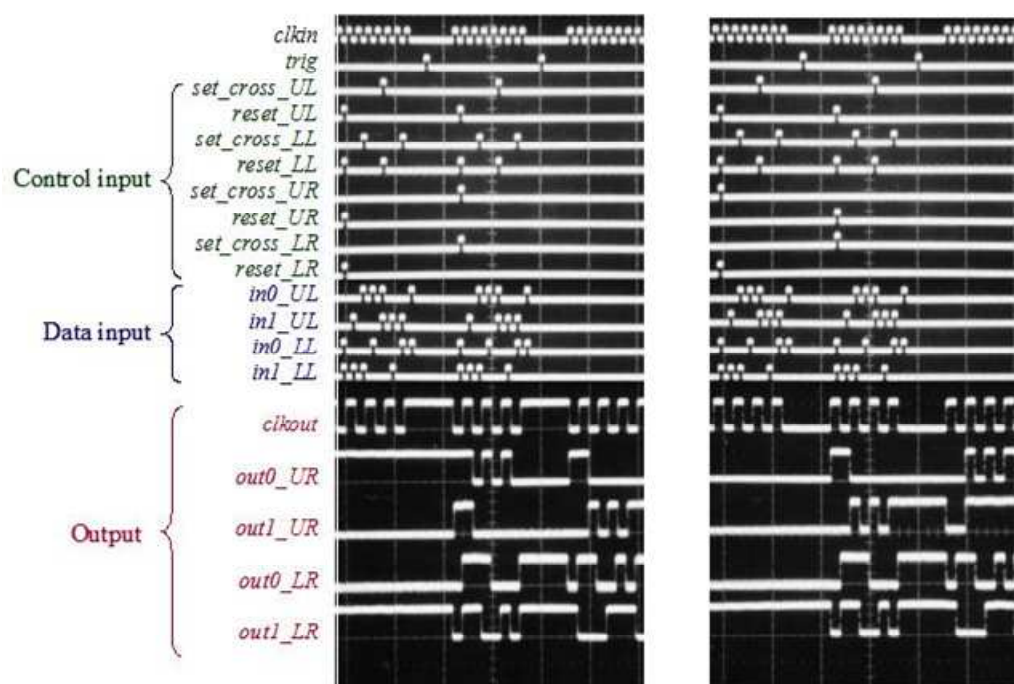 clkin
trig
set_cross_UL
reset_UL
set_cross_LL
reset_LL
set_cross_UR
reset_UR
set_cross_LR
reset_LR
Control input
in0_UL
in1_UL
in0_LL
in1_LL
Data input
clkout
out0_UR
out1_UR
out0_LR
out1_LR
Output